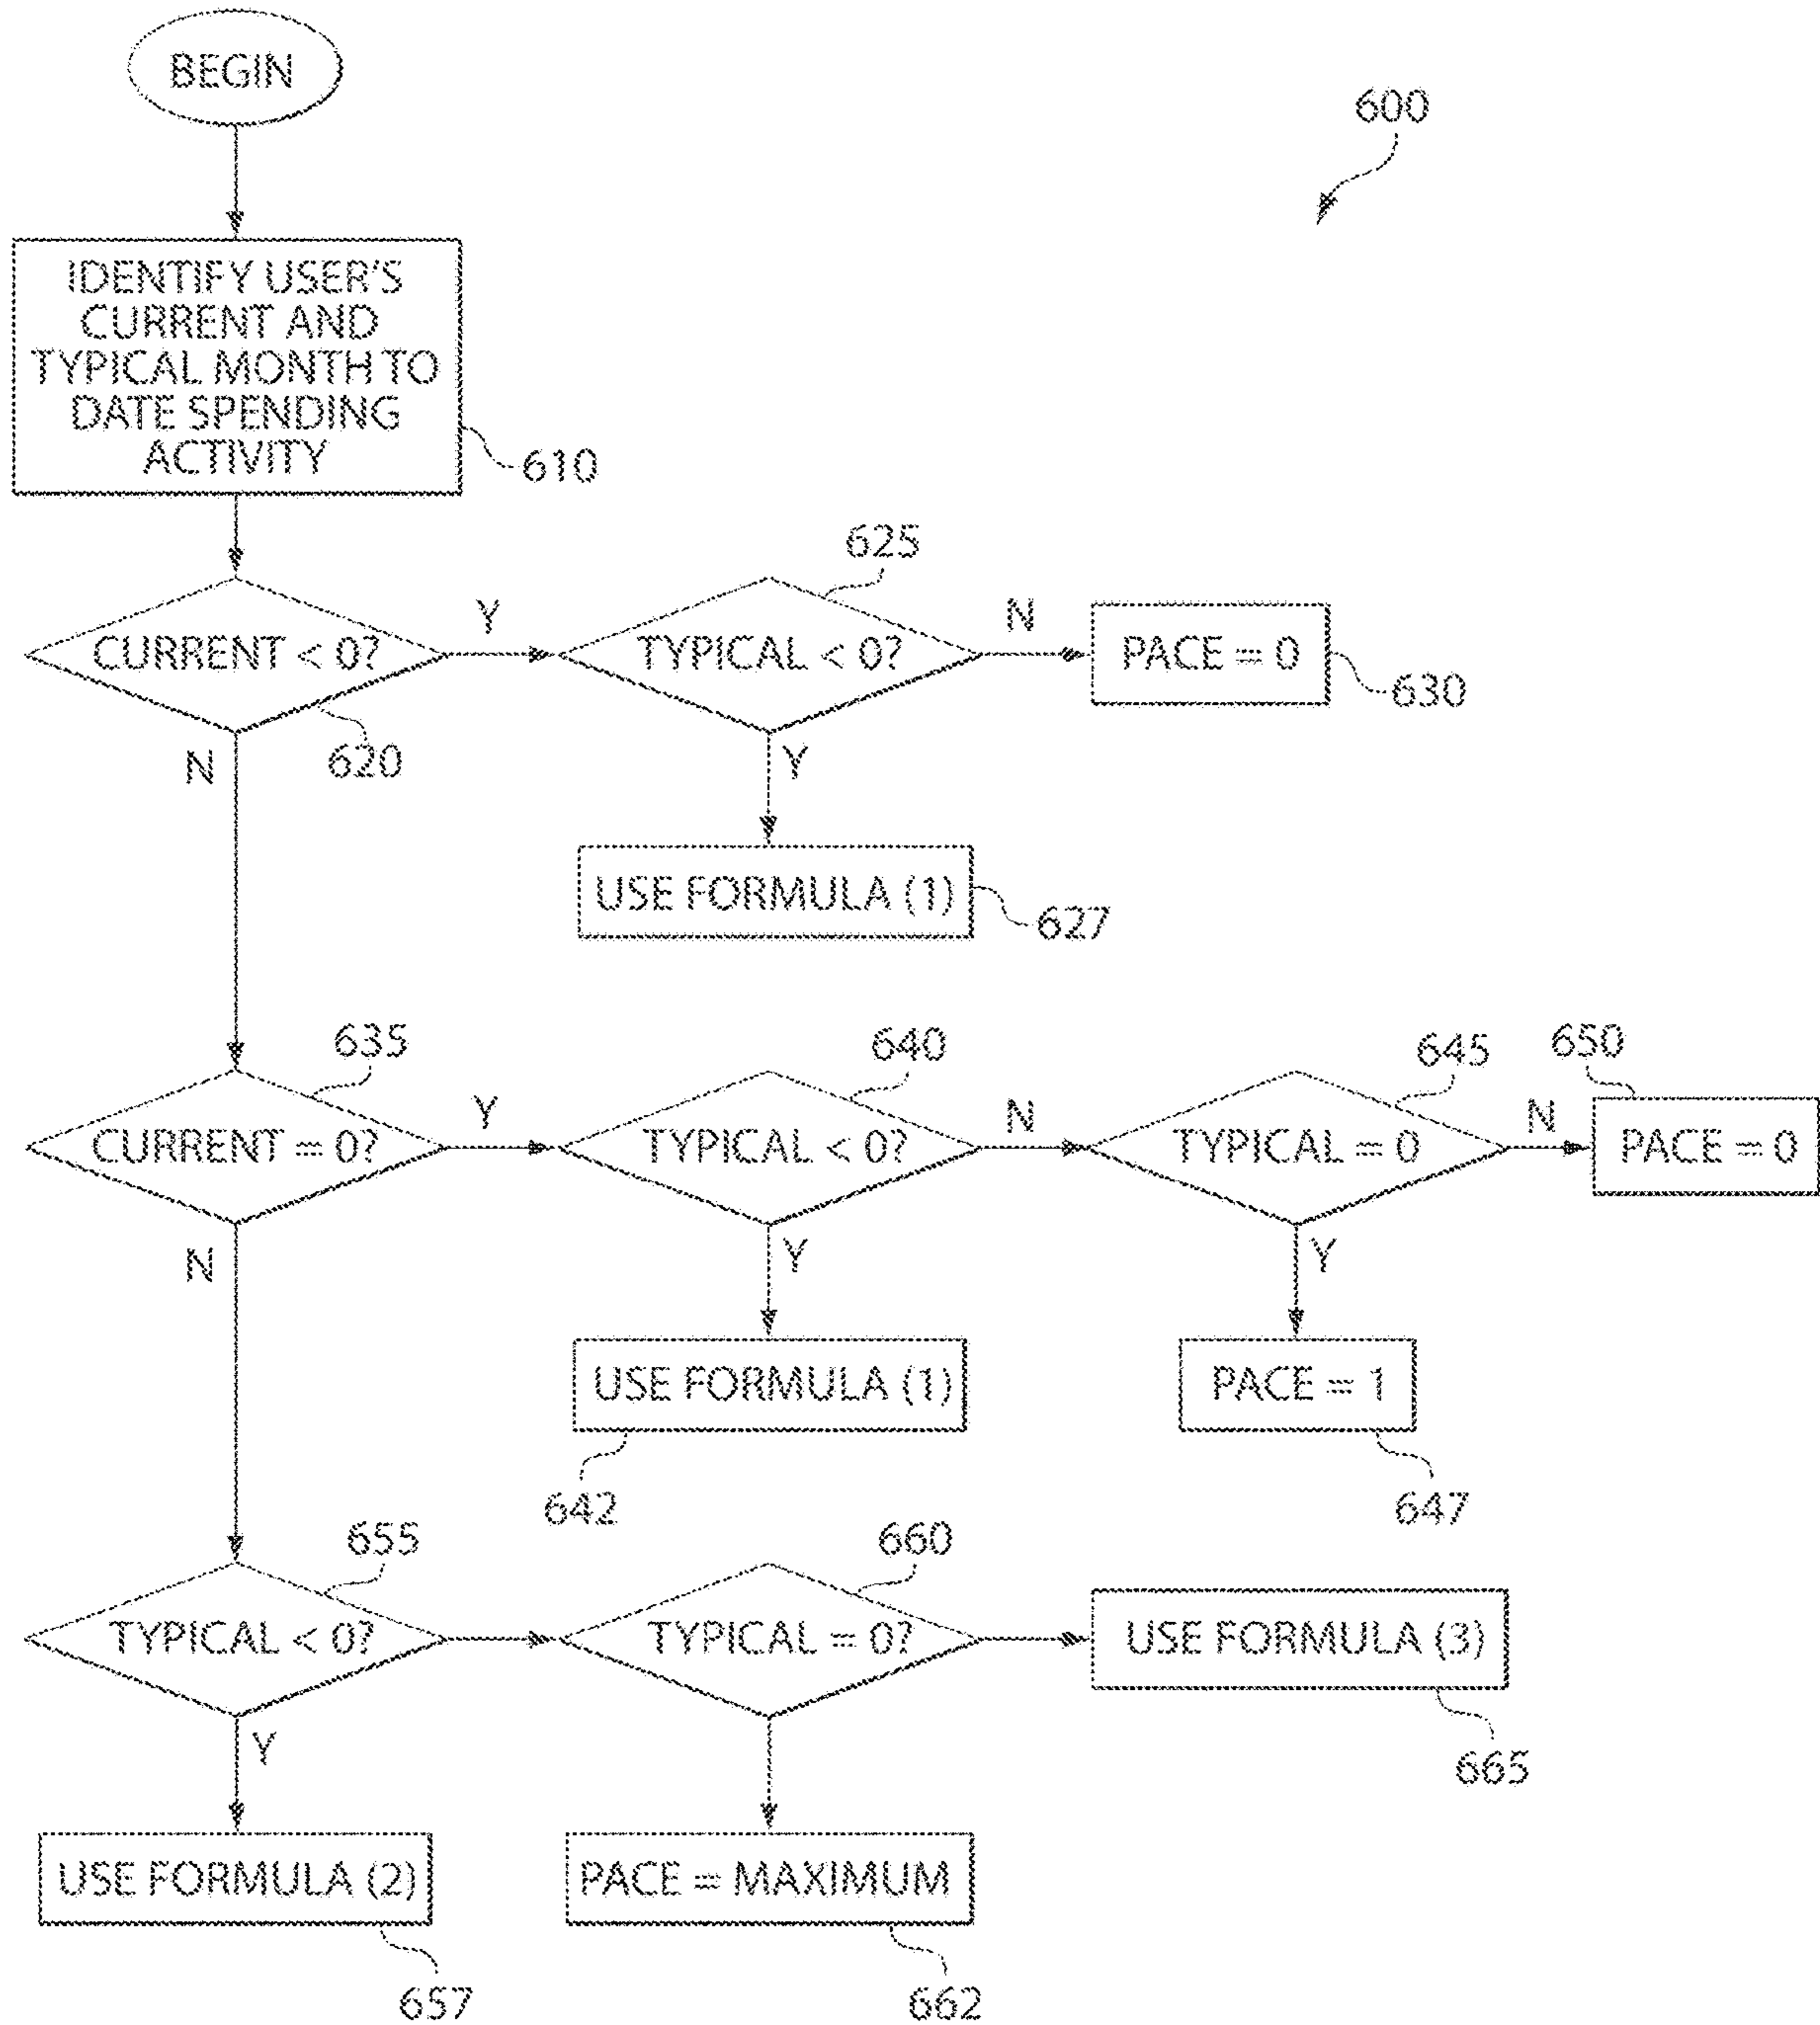 BEGIN
600
IDENTIFY USER'S
CURRENT AND
TYPICAL MONTH TO
DATE SPENDING
ACTIVITY
610
625
CURRENT < 0?
Y
TYPICAL < 0?
N
PACE = 0
630
620
N
Y
USE FORMULA (1)
627
635
640
645
650
CURRENT = 0?
Y
TYPICAL < 0?
N
TYPICAL = 0
N
PACE = 0
N
Y
Y
USE FORMULA (1)
PACE = 1
642
647
655
660
TYPICAL < 0?
TYPICAL = 0?
USE FORMULA (3)
665
Y
USE FORMULA (2)
PACE = MAXIMUM
657
662